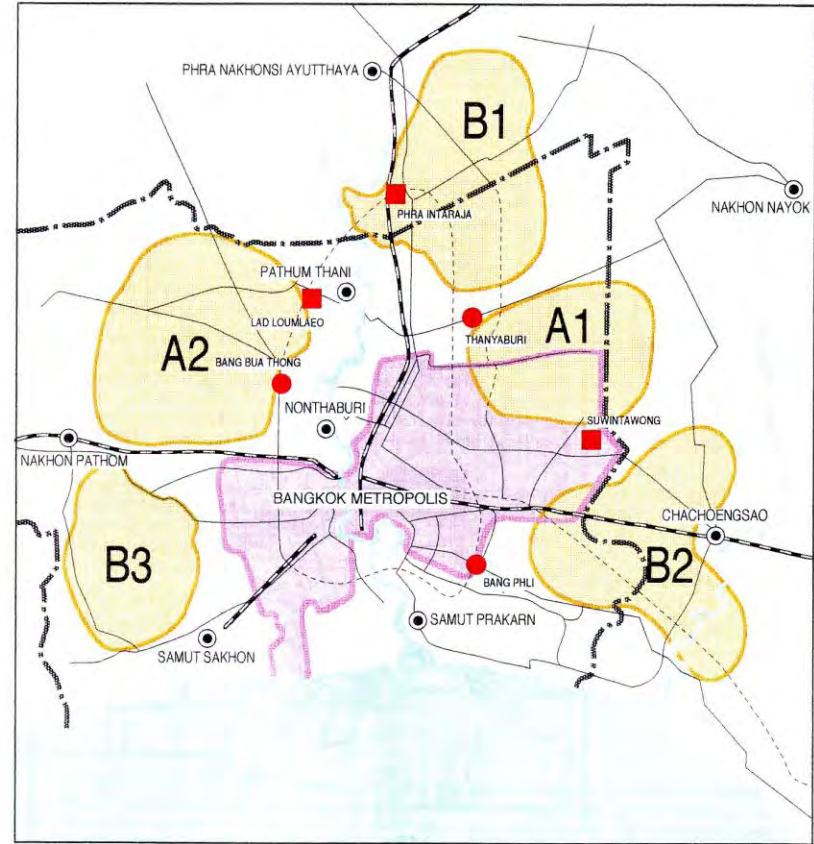 PHRA NAKHONSI AYUTTHAYA
B1
PHRA INTARAJA
NAKHON NAYOK
PATHUM THANI
LAD LOUMLAEO
THANYABURI
A1
A2
BANG BUA THONG
NONTHABURI
SUWINTAWONG
NAKHON PATHOM
BANGKOK METROPOLIS
CHACHOENGSAO
B3
BANG PHLI
B2
SAMUT PRAKARN
SAMUT SAKHON